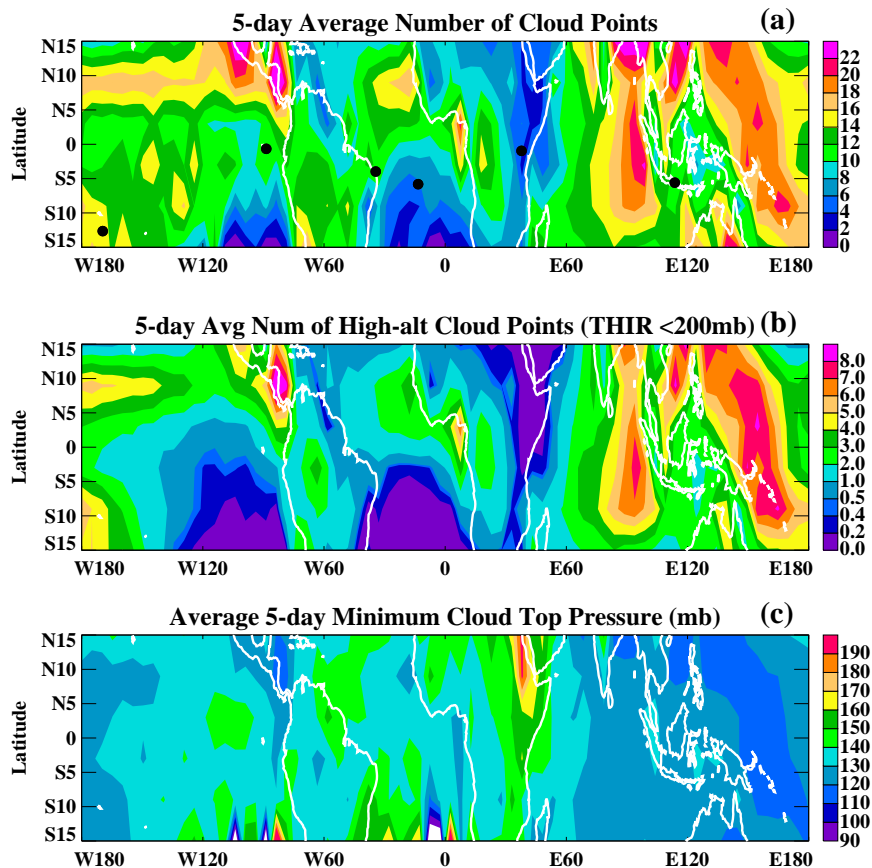 5-day Average Number of Cloud Points
(a)
N15
N10
N5
0
S5
S10
S15
Latitude
W180
W120
W60
0
E60
E120
E180
22
20
18
16
14
12
10
8
6
4
2
0
5-day Avg Num of High-alt Cloud Points (THIR <200mb)
(b)
N15
N10
N5
0
S5
S10
S15
Latitude
W180
W120
W60
0
E60
E120
E180
8.0
7.0
6.0
5.0
4.0
3.0
2.0
1.0
0.5
0.4
0.2
0.0
Average 5-day Minimum Cloud Top Pressure (mb)
(c)
N15
N10
N5
0
S5
S10
S15
Latitude
W180
W120
W60
0
E60
E120
E180
190
180
170
160
150
140
130
120
110
100
90